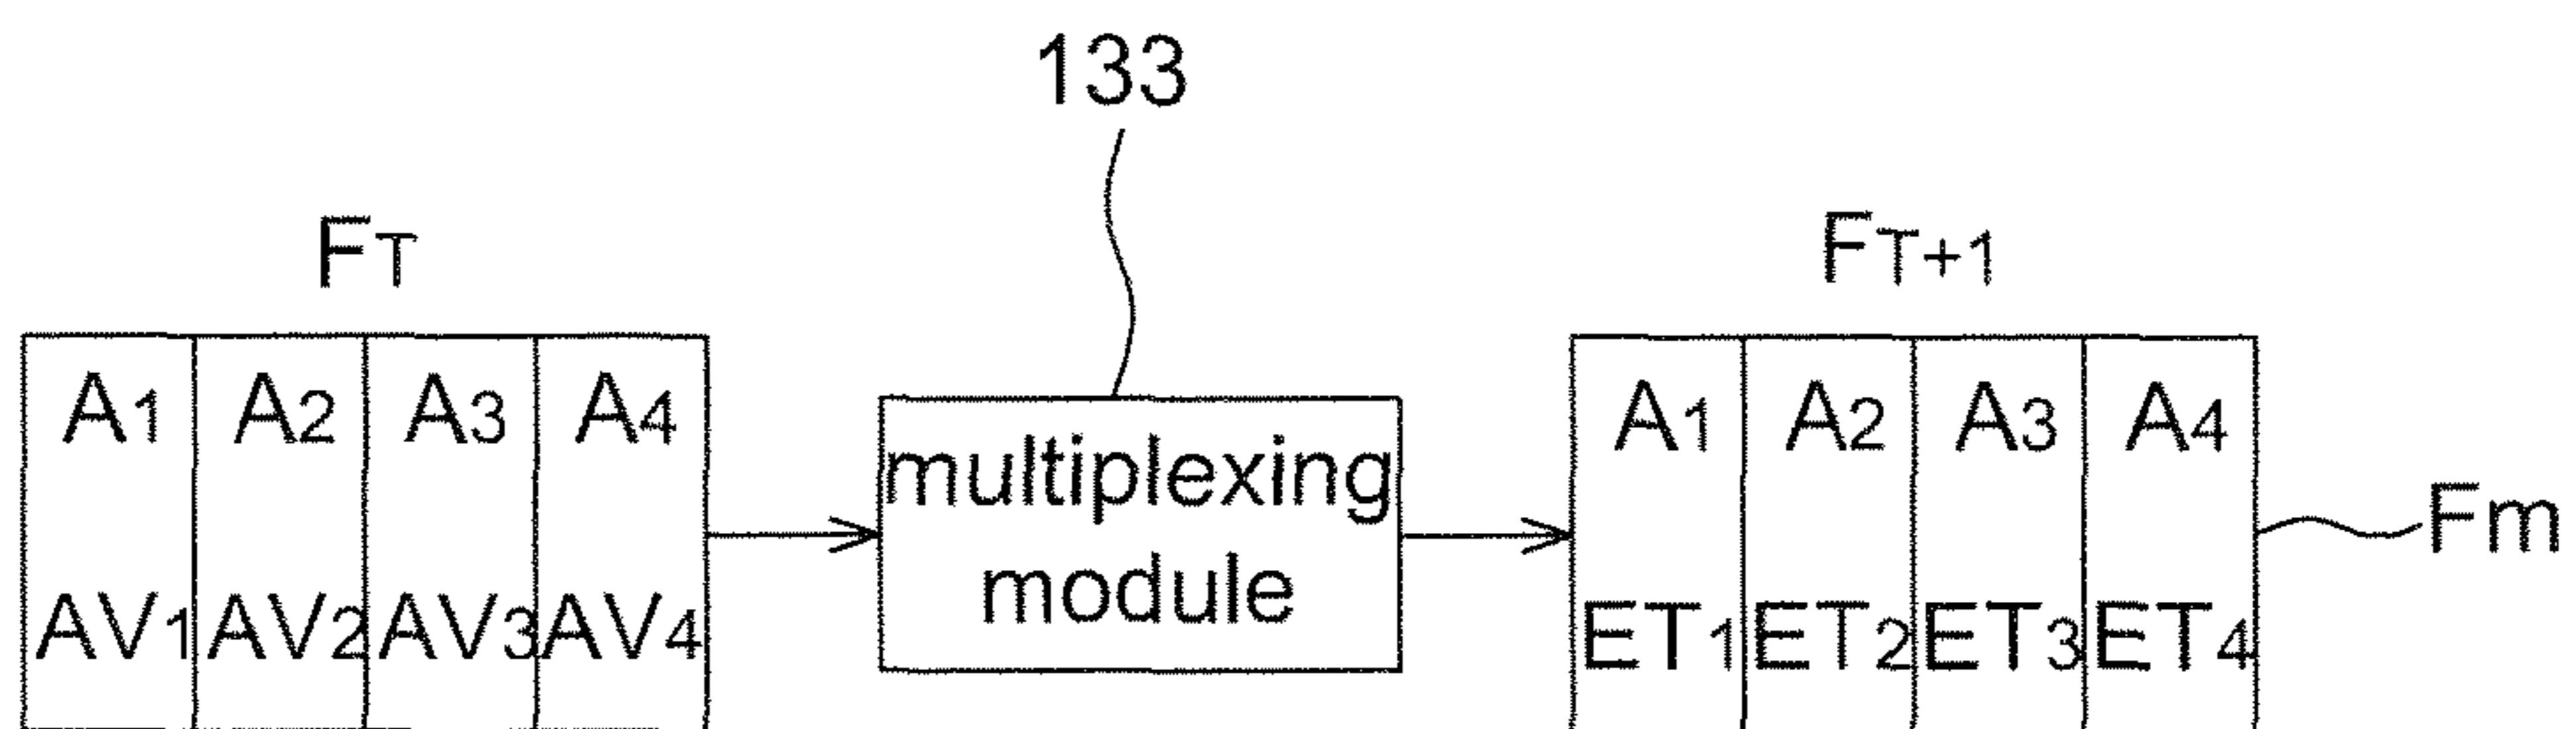 133
FT
FT+1
A1 A2 A3 A4
multiplexing
module
A1 A2 A3 A4
Fm
AV1 AV2 AV3 AV4
ET1 ET2 ET3 ET4